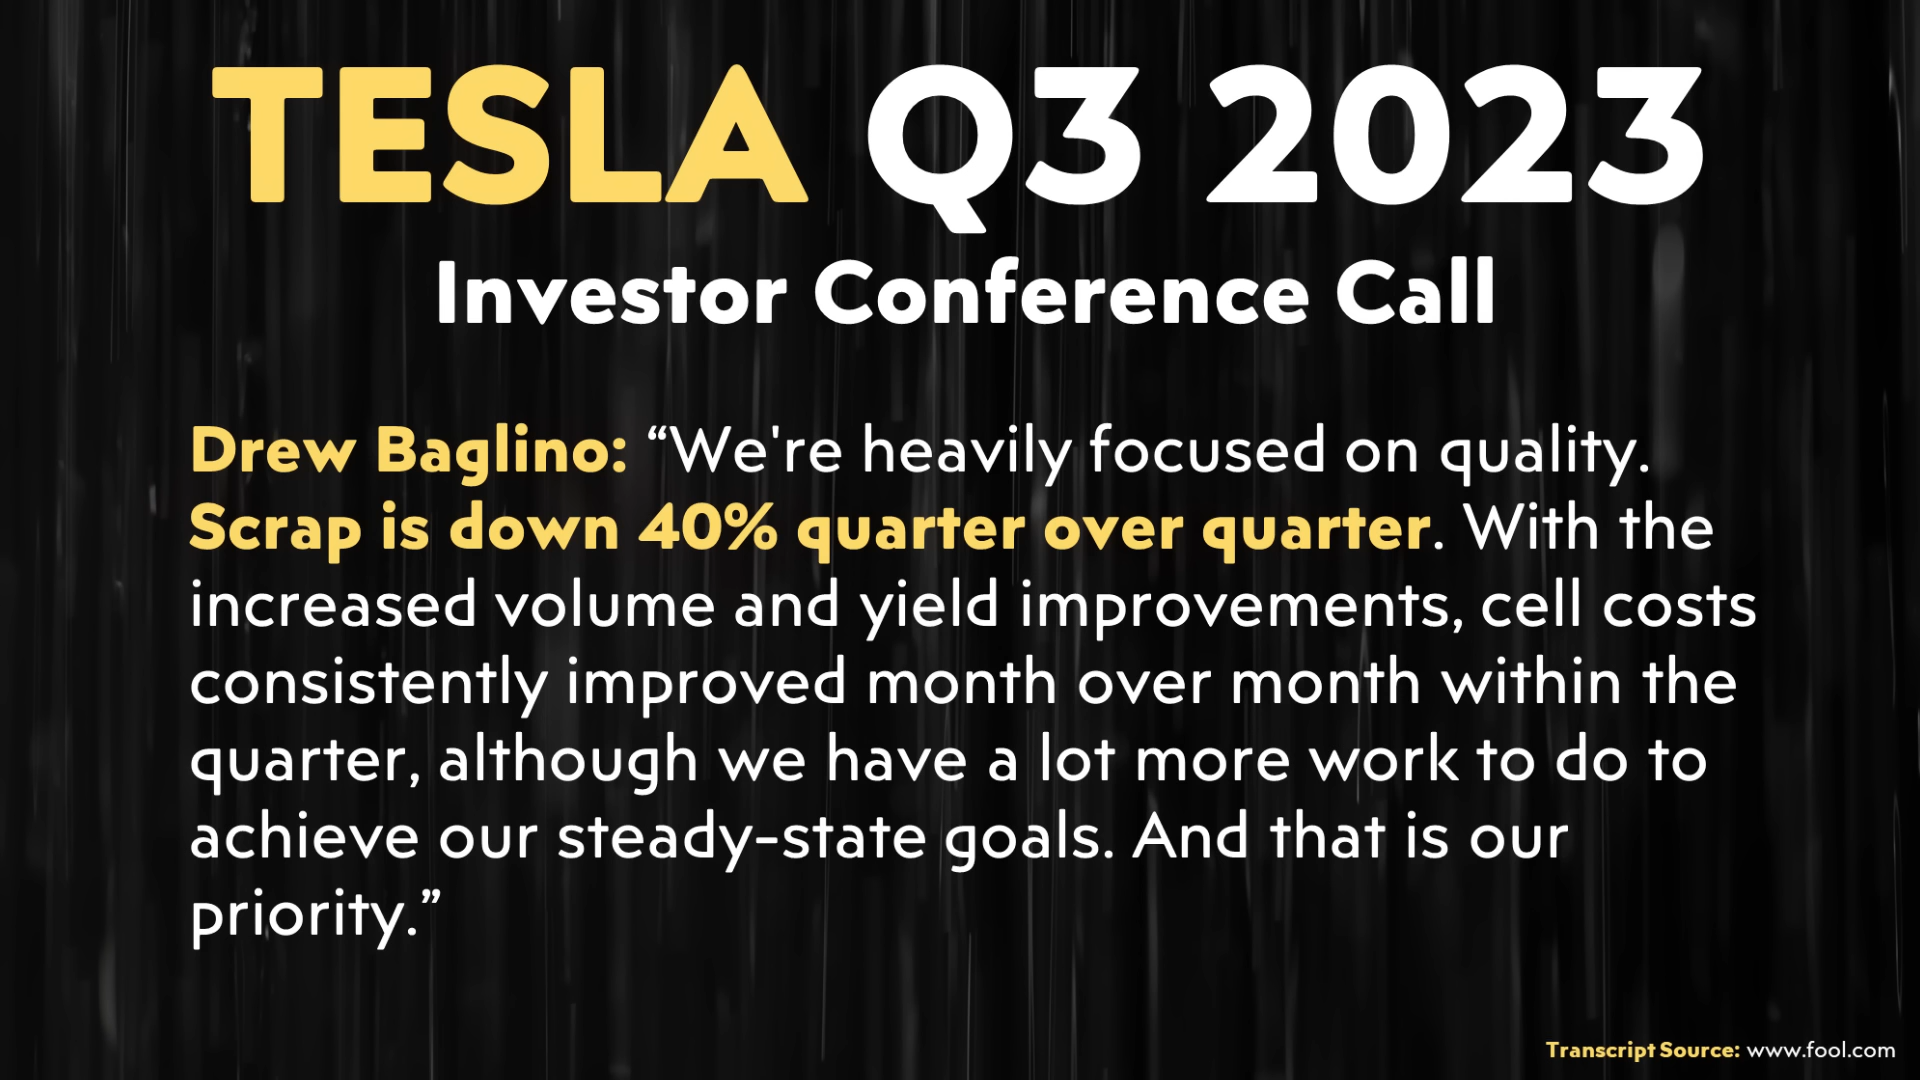 TESLA Q3 2023
Investor Conference Call
Drew Baglino: “We're heavily focused on quality.
Scrap is down 40% quarter over quarter. With the
increased volume and yield improvements, cell costs
consistently improved month over month within the
quarter, although we have a lot more work to do to
achieve our steady-state goals. And that is our
priority.”
Transcript Source: www.fool.com